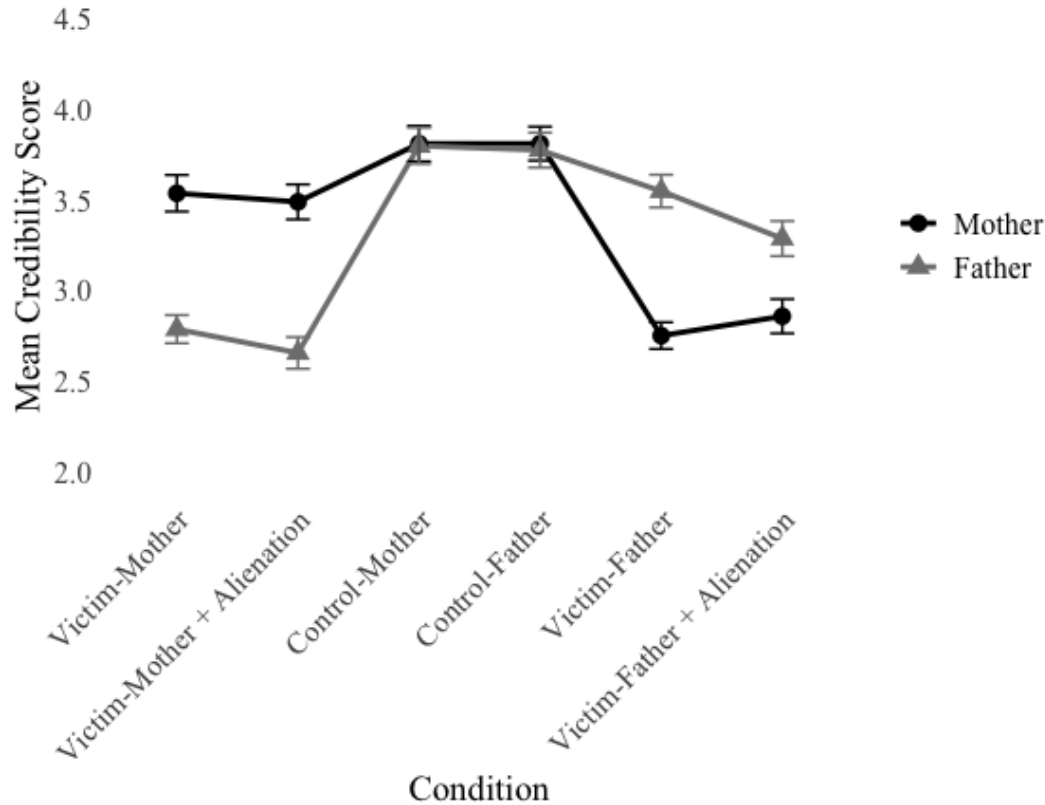 4.5
4.0
3.5
3.0
2.5
2.0
Mean Credibility Score
Mother
Father
Victim-Mother
Victim-Mother + Alienation
Control-Mother
Control-Father
Victim-Father
Victim-Father + Alienation
Condition